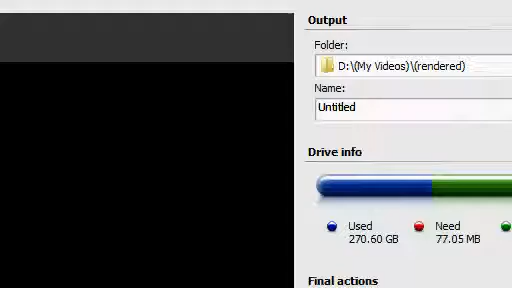 Output
Folder:
D:\(My Videos)\(rendered)
Name:
Untitled
Drive info
Used Need
270.60 GB 77.05 MB
Final actions